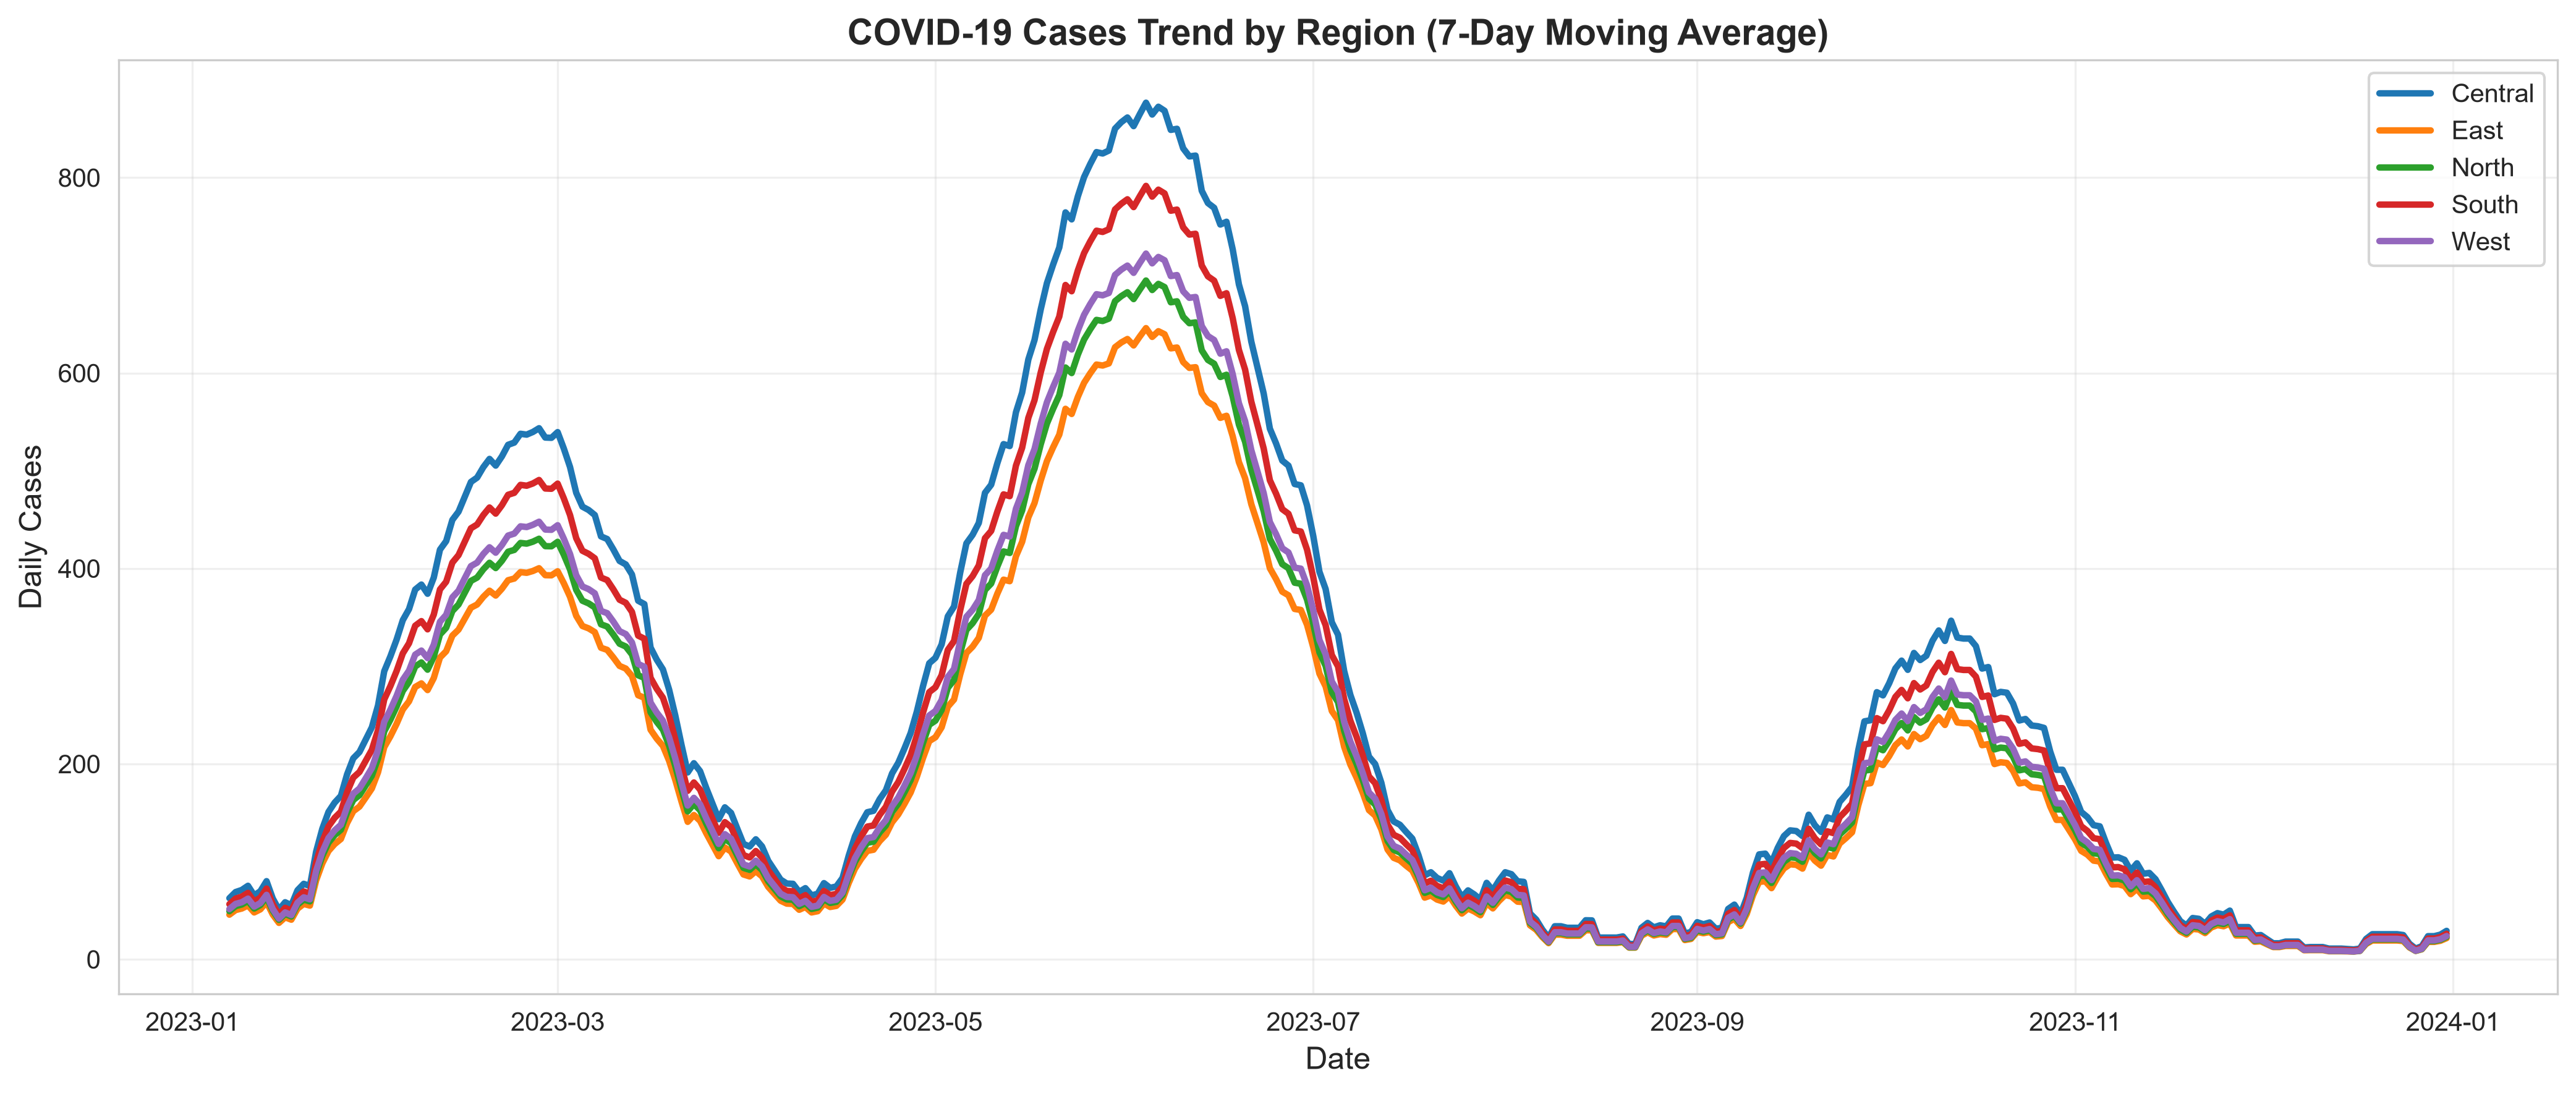 COVID-19 Cases Trend by Region (7-Day Moving Average)
Central
East
North
South
West
Daily Cases
800
600
400
200
0
2023-01
2023-03
2023-05
2023-07
2023-09
2023-11
2024-01
Date